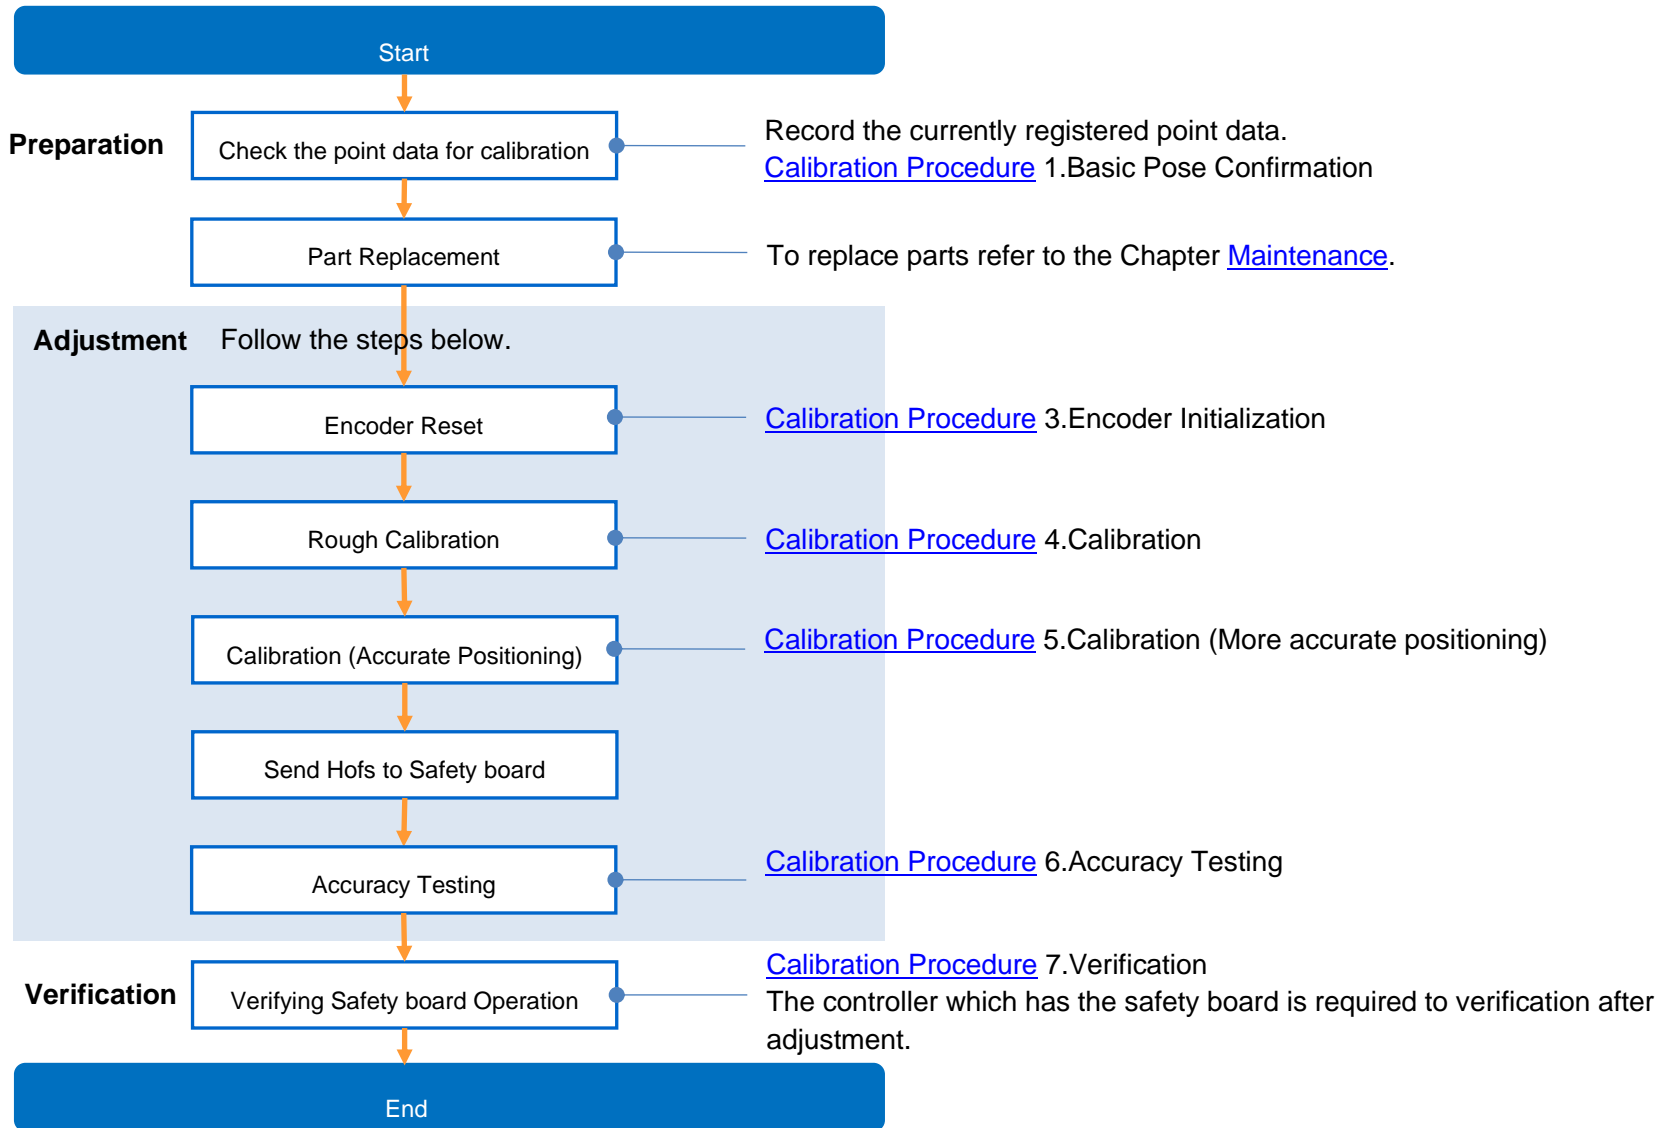 Start
Preparation
Check the point data for calibration
Record the currently registered point data.
Calibration Procedure 1.Basic Pose Confirmation
Part Replacement
To replace parts refer to the Chapter Maintenance.
Adjustment Follow the steps below.
Encoder Reset
Calibration Procedure 3.Encoder Initialization
Rough Calibration
Calibration Procedure 4.Calibration
Calibration (Accurate Positioning)
Calibration Procedure 5.Calibration (More accurate positioning)
Send Hofs to Safety board
Accuracy Testing
Calibration Procedure 6.Accuracy Testing
Verification
Verifying Safety board Operation
Calibration Procedure 7.Verification
The controller which has the safety board is required to verification after
adjustment.
End